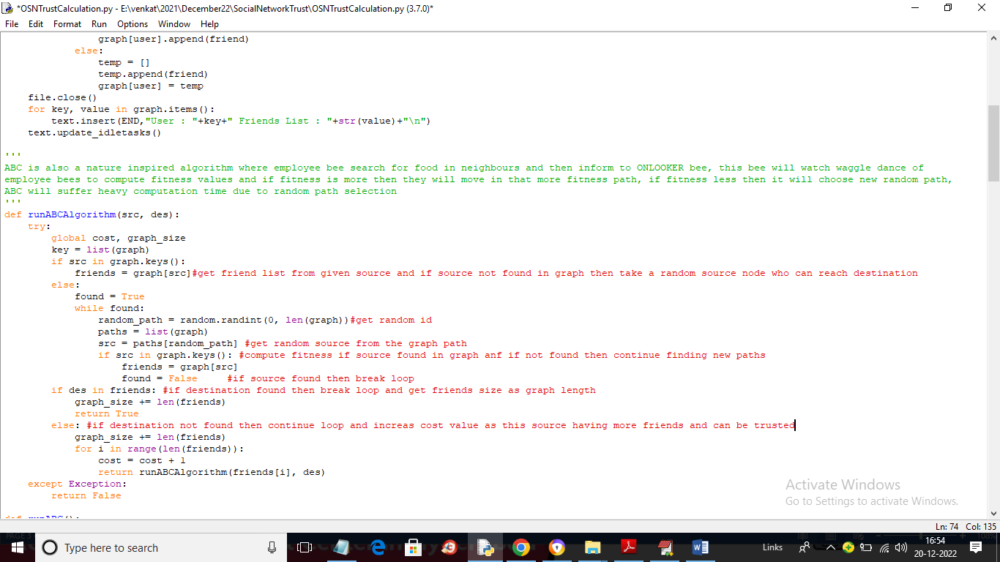 *OSNTrustCalculation.py - E:\venkat\2021\December22\SocialNetworkTrust\OSNTrustCalculation.py (3.7.0)*
File Edit Format Run Options Window Help
graph[user].append(friend)
else:
temp = []
temp.append(friend)
graph[user] = temp
file.close()
for key, value in graph.items():
text.insert(END,"User : "+key+" Friends List : "+str(value)+"\n")
text.update_idletasks()
'''
ABC is also a nature inspired algorithm where employee bee search for food in neighbours and then inform to ONLOOKER bee, this bee will watch waggle dance of
employee bees to compute fitness values and if fitness is more then they will move in that more fitness path, if fitness less then it will choose new random path,
ABC will suffer heavy computation time due to random path selection
'''
def runABCAlgorithm(src, des):
try:
global cost, graph_size
key = list(graph)
if src in graph.keys():
friends = graph[src]#get friend list from given source and if source not found in graph then take a random source node who can reach destination
else:
found = True
while found:
random_path = random.randint(0, len(graph))#get random id
paths = list(graph)
src = paths[random_path] #get random source from the graph path
if src in graph.keys(): #compute fitness if source found in graph anf if not found then continue finding new paths
friends = graph[src]
found = False #if source found then break loop
if des in friends: #if destination found then break loop and get friends size as graph length
graph_size += len(friends)
return True
else: #if destination not found then continue loop and increas cost value as this source having more friends and can be trusted
graph_size += len(friends)
for i in range(len(friends)):
cost = cost + 1
return runABCAlgorithm(friends[i], des)
except Exception:
return False
Activate Windows
Go to Settings to activate Windows.
Ln: 74 Col: 135
Type here to search
Links
16:54
20-12-2022